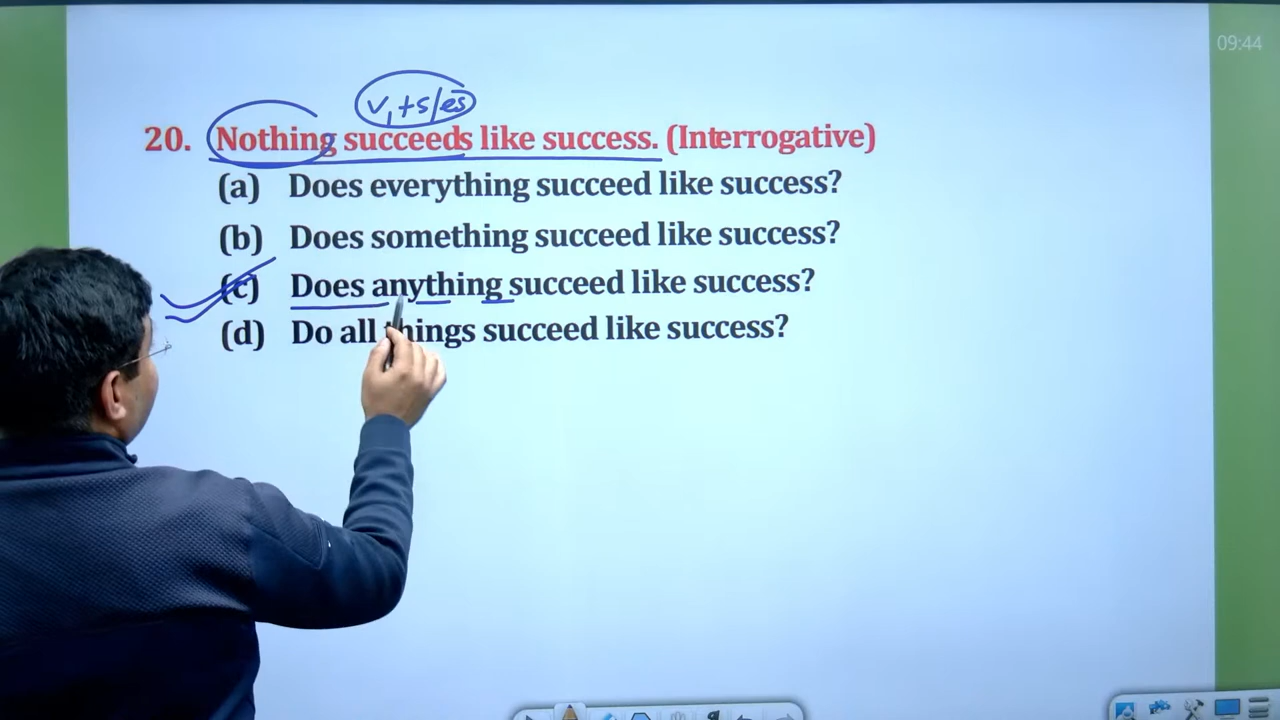 09:44
V₁+s/es
20. Nothing succeeds like success. (Interrogative)
(a) Does everything succeed like success?
(b) Does something succeed like success?
(c) Does anything succeed like success?
(d) Do all things succeed like success?